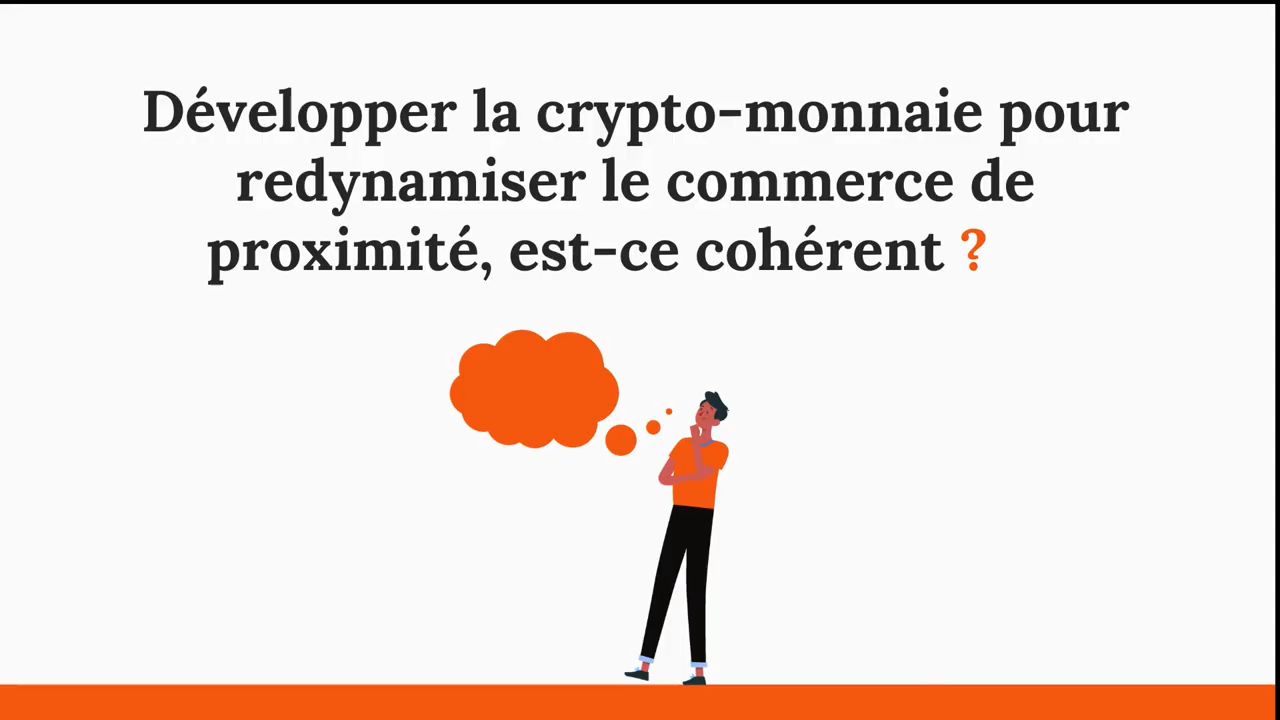 Développer la crypto-monnaie pour
redynamiser le commerce de
proximité, est-ce cohérent ?